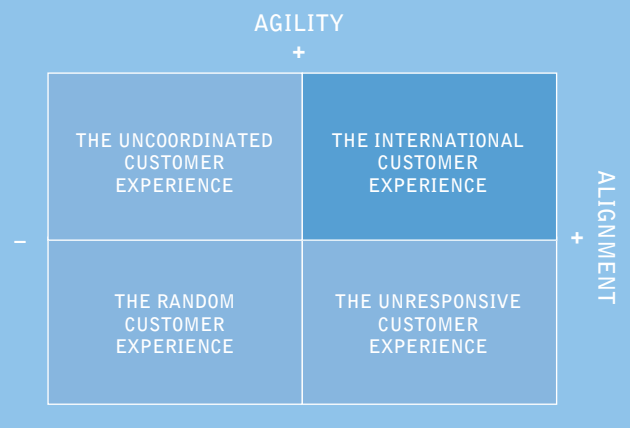 AGILITY
+
THE UNCOORDINATED
CUSTOMER
EXPERIENCE
THE INTERNATIONAL
CUSTOMER
EXPERIENCE
–
+
ALIGNMENT
THE RANDOM
CUSTOMER
EXPERIENCE
THE UNRESPONSIVE
CUSTOMER
EXPERIENCE